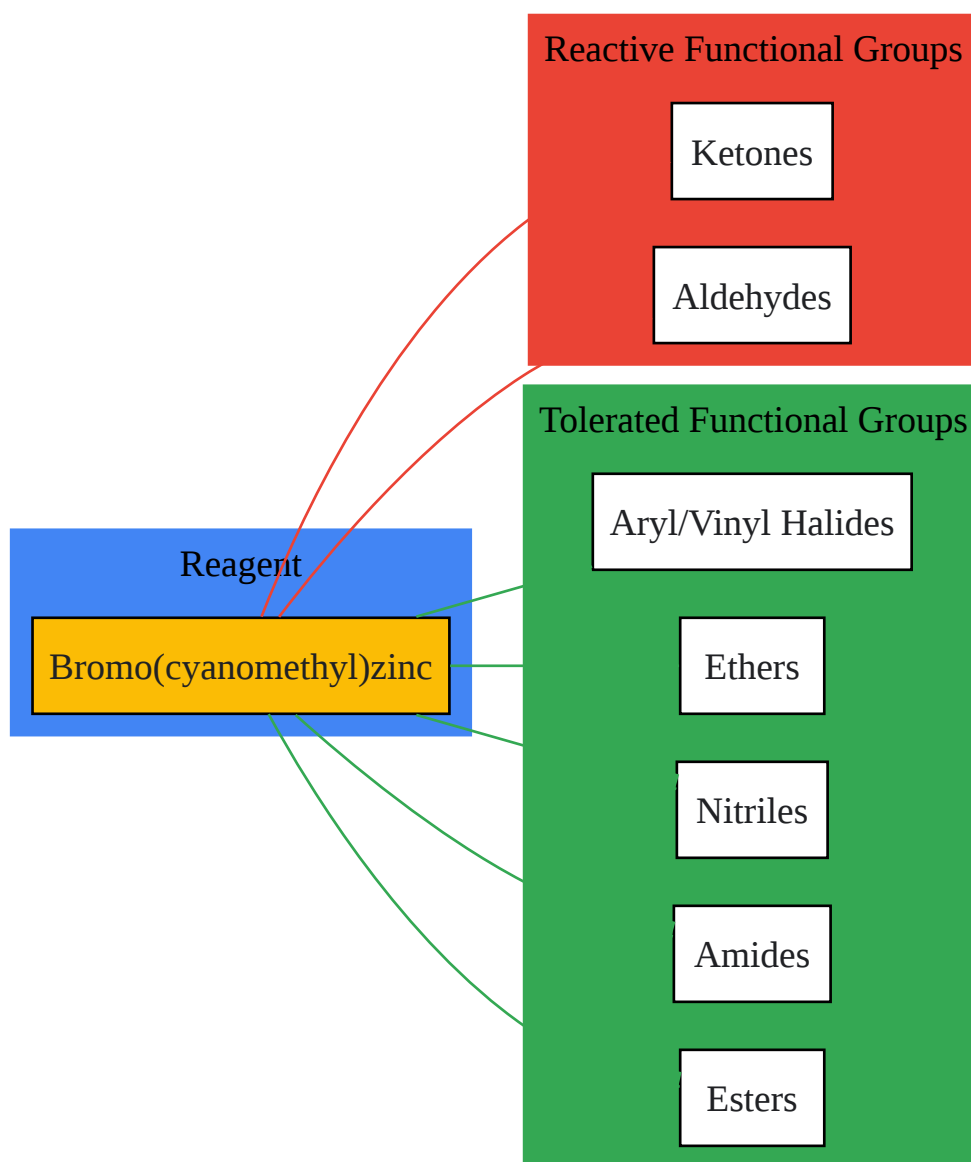 Reactive Functional Groups
Ketones
Aldehydes
Tolerated Functional Groups
Aryl/Vinyl Halides
Reagent
Bromo(cyanomethyl)zinc
Ethers
Nitriles
Amides
Esters